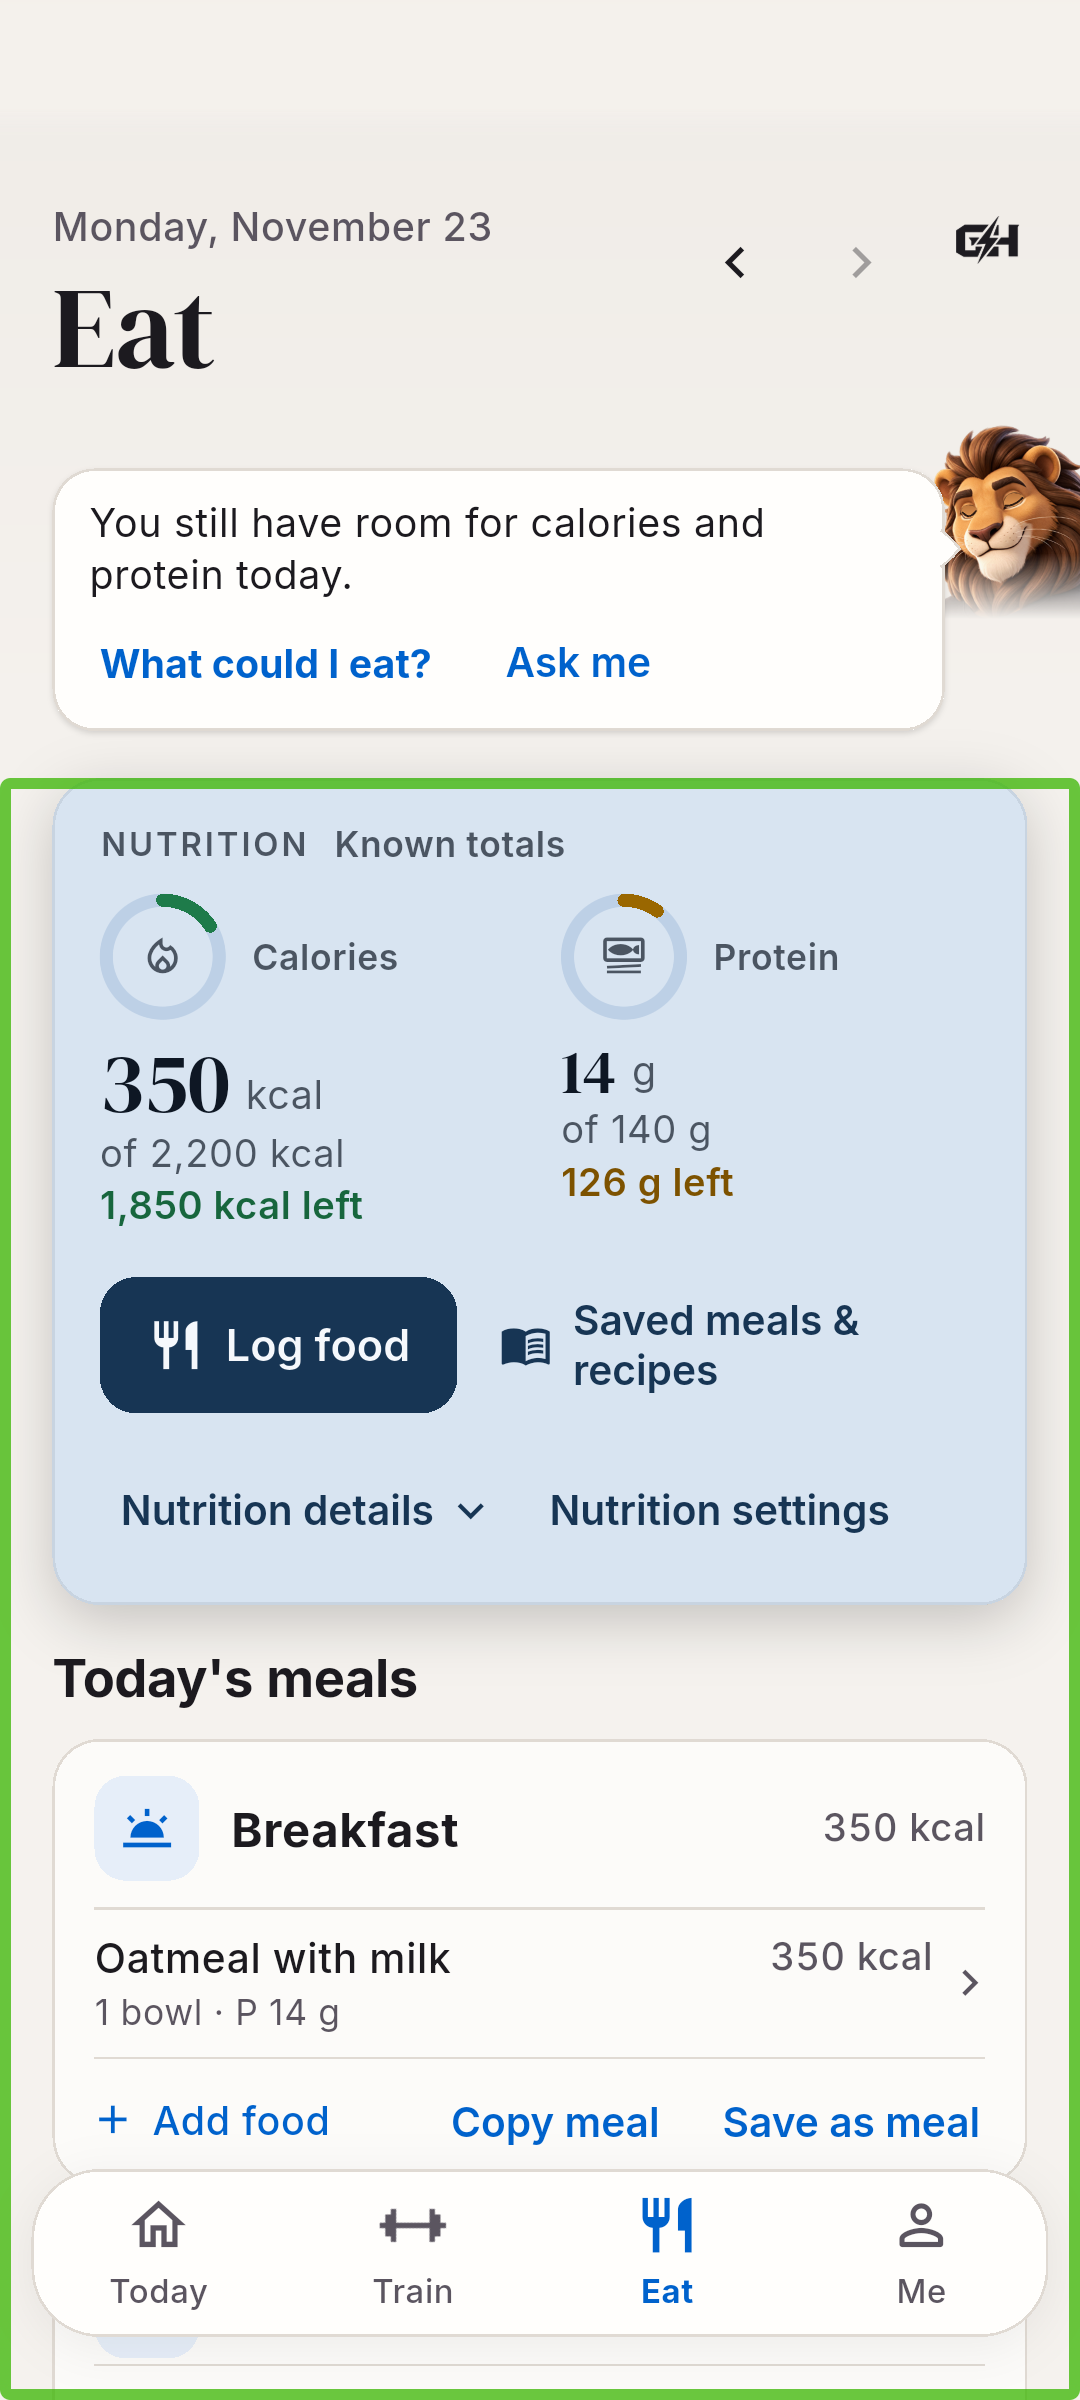 Monday, November 23
GH
Eat
You still have room for calories and
protein today.
What could I eat? Ask me
NUTRITION Known totals
Calories Protein
350 kcal
of 2,200 kcal
1,850 kcal left
14 g
of 140 g
126 g left
Log food
Saved meals &
recipes
Nutrition details Nutrition settings
Today's meals
Breakfast 350 kcal
Oatmeal with milk 350 kcal
1 bowl · P 14 g
+ Add food Copy meal Save as meal
Today Train Eat Me